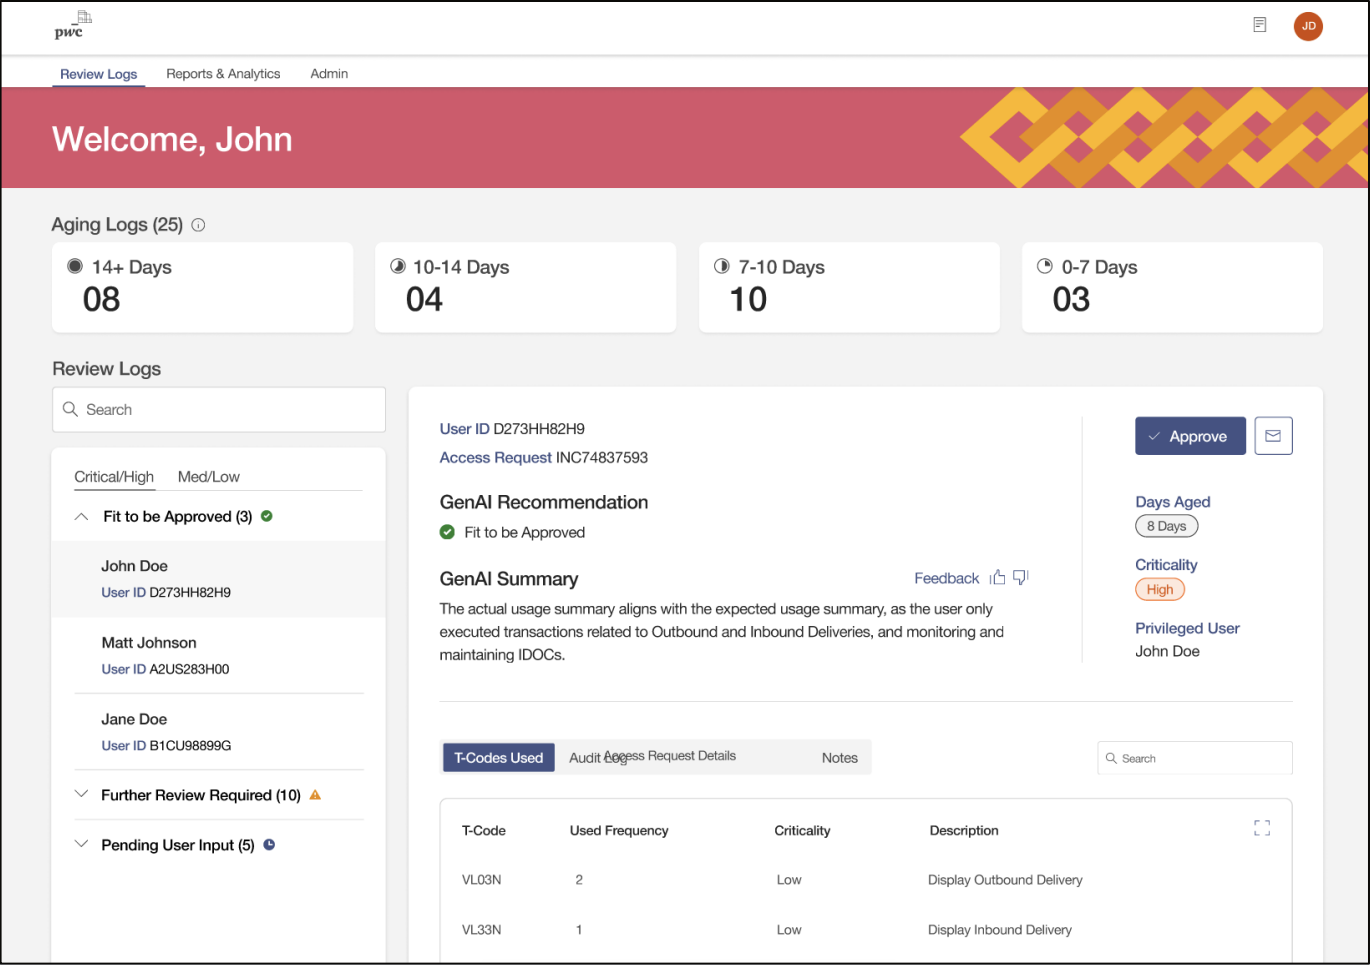 pwc
JD
Review Logs
Reports & Analytics
Admin
Welcome, John
Aging Logs (25)
14+ Days
08
10-14 Days
04
7-10 Days
10
0-7 Days
03
Review Logs
Search
Critical/High
Med/Low
Fit to be Approved (3)
John Doe
User ID D273HH82H9
Matt Johnson
User ID A2US283H00
Jane Doe
User ID B1CU98899G
Further Review Required (10)
Pending User Input (5)
User ID D273HH82H9
Access Request INC74837593
GenAI Recommendation
Fit to be Approved
GenAI Summary
Feedback
The actual usage summary aligns with the expected usage summary, as the user only
executed transactions related to Outbound and Inbound Deliveries, and monitoring and
maintaining IDOCs.
Approve
Days Aged
8 Days
Criticality
High
Privileged User
John Doe
T-Codes Used
Audit Log
Access Request Details
Notes
Search
T-Code
Used Frequency
Criticality
Description
VL03N
2
Low
Display Outbound Delivery
VL33N
1
Low
Display Inbound Delivery